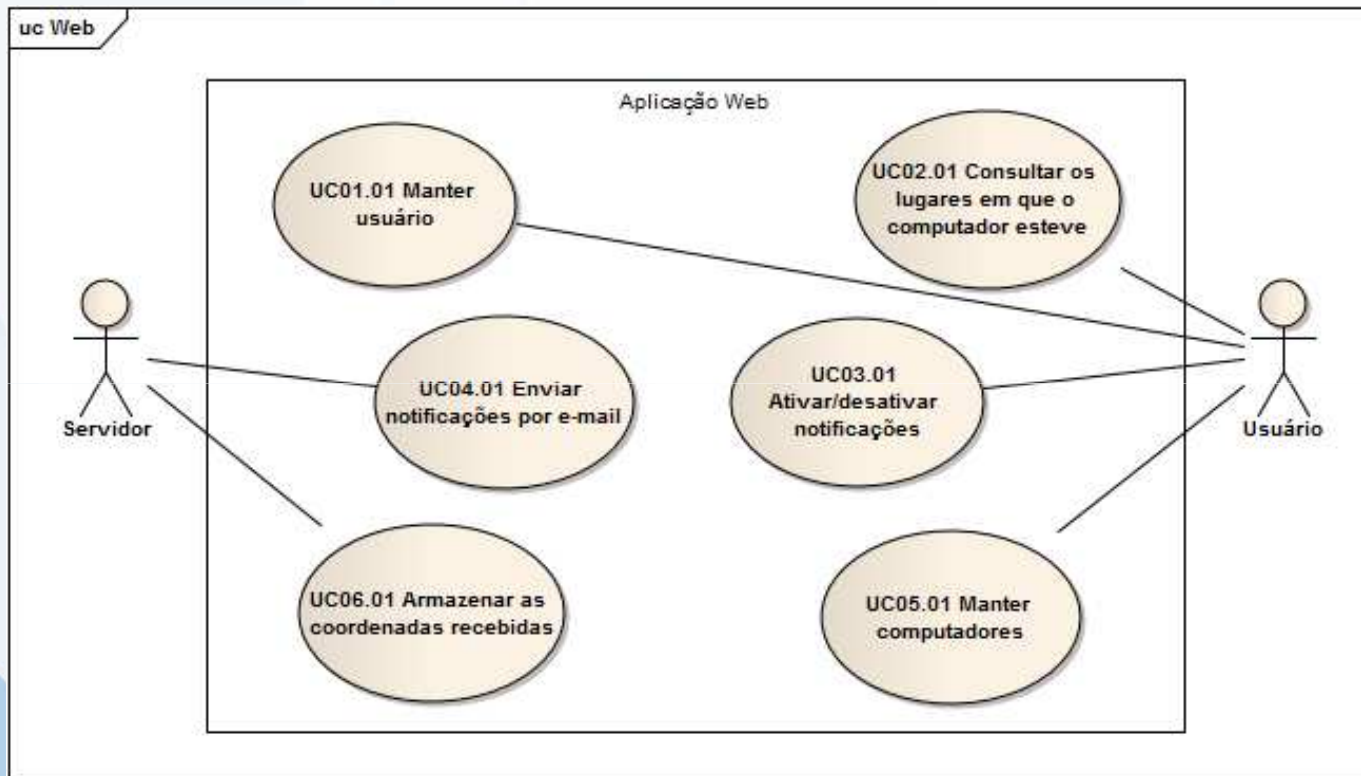 uc Web
Aplicação Web
UC01.01 Manter
usuário
UC02.01 Consultar os
lugares em que o
computador esteve
Servidor
UC04.01 Enviar
notificações por e-mail
UC03.01
Ativar/desativar
notificações
Usuário
UC06.01 Armazenar as
coordenadas recebidas
UC05.01 Manter
computadores